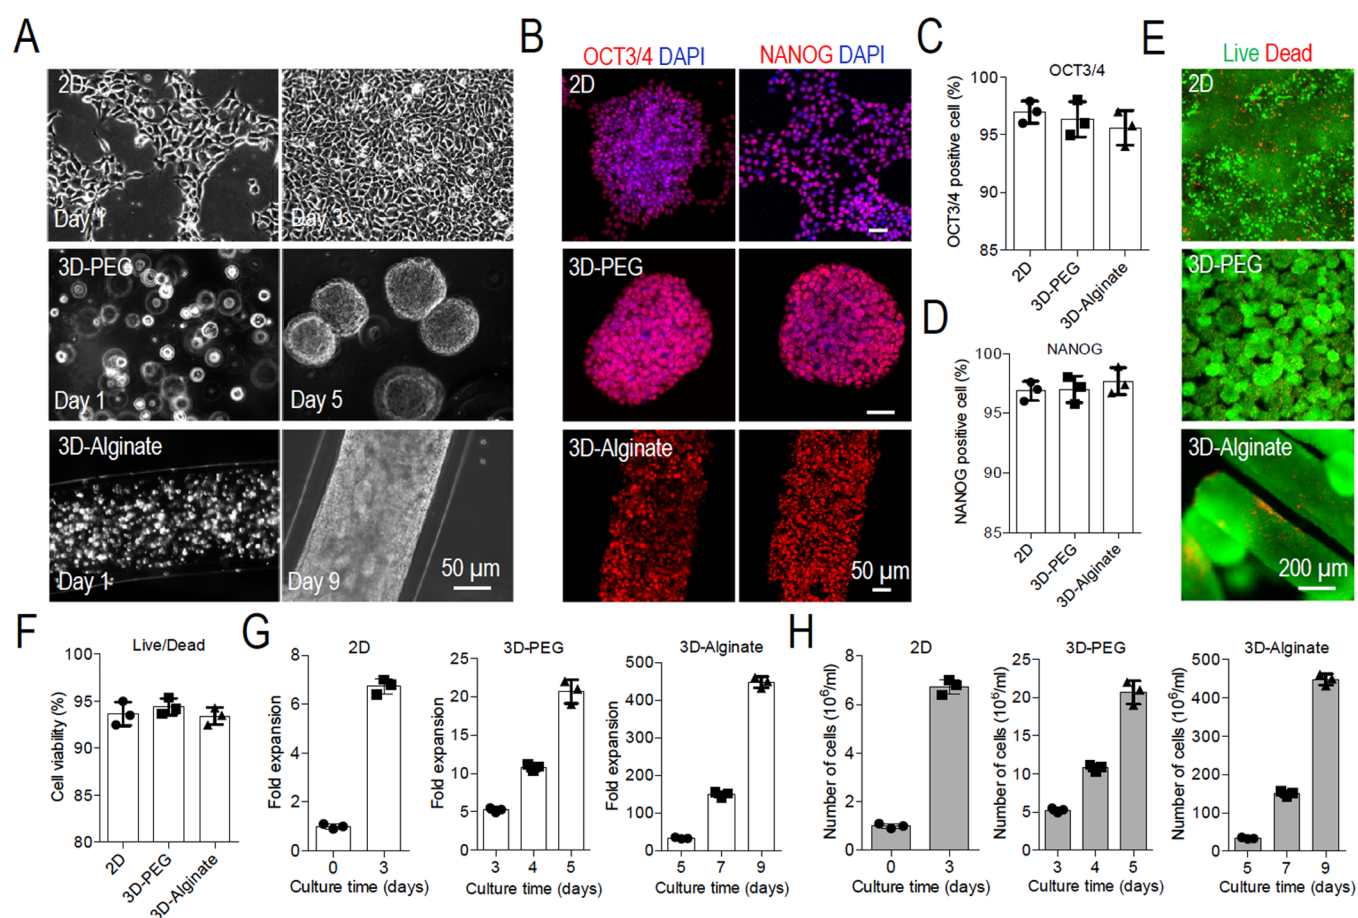 A
2D
Day 1
Day 3
3D-PEG
Day 1
Day 5
3D-Alginate
Day 1
Day 9
50 µm
B
OCT3/4 DAPI
NANOG DAPI
2D
3D-PEG
3D-Alginate
50 µm
C
OCT3/4
OCT3/4 positive cell (%)
100
95
90
85
2D
3D-PEG
3D-Alginate
D
NANOG
NANOG positive cell (%)
100
95
90
85
2D
3D-PEG
3D-Alginate
E
Live Dead
2D
3D-PEG
3D-Alginate
200 µm
F
Live/Dead
Cell viability (%)
100
95
90
85
80
2D
3D-PEG
3D-Alginate
G
2D
Fold expansion
8
6
4
2
0
0
3
Culture time (days)
3D-PEG
Fold expansion
25
20
15
10
5
0
3
4
5
Culture time (days)
3D-Alginate
Fold expansion
500
400
300
200
100
0
5
7
9
Culture time (days)
H
2D
Number of cells (10⁶/ml)
8
6
4
2
0
0
3
Culture time (days)
3D-PEG
Number of cells (10⁶/ml)
25
20
15
10
5
0
3
4
5
Culture time (days)
3D-Alginate
Number of cells (10⁶/ml)
500
400
300
200
100
0
5
7
9
Culture time (days)